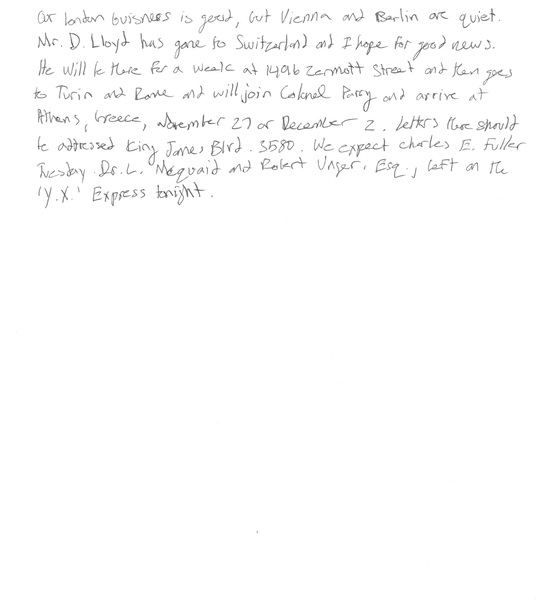 Our London buisness is good, but Vienna and Berlin are quiet.
Mr. D. Lloyd has gone to Switzerland and I hope for good news.
He will be there for a week at 1496 Zermott Street and then goes
to Turin and Rome and will join Colonel Parry and arrive at
Athens, Greece, November 27 or December 2. Letters there should
be addressed King James Blvd. 3580. We expect Charles E. Fuller
Tuesday. Dr. L. McQuaid and Robert Unger, Esq., left on the
'Y.X.' Express tonight.